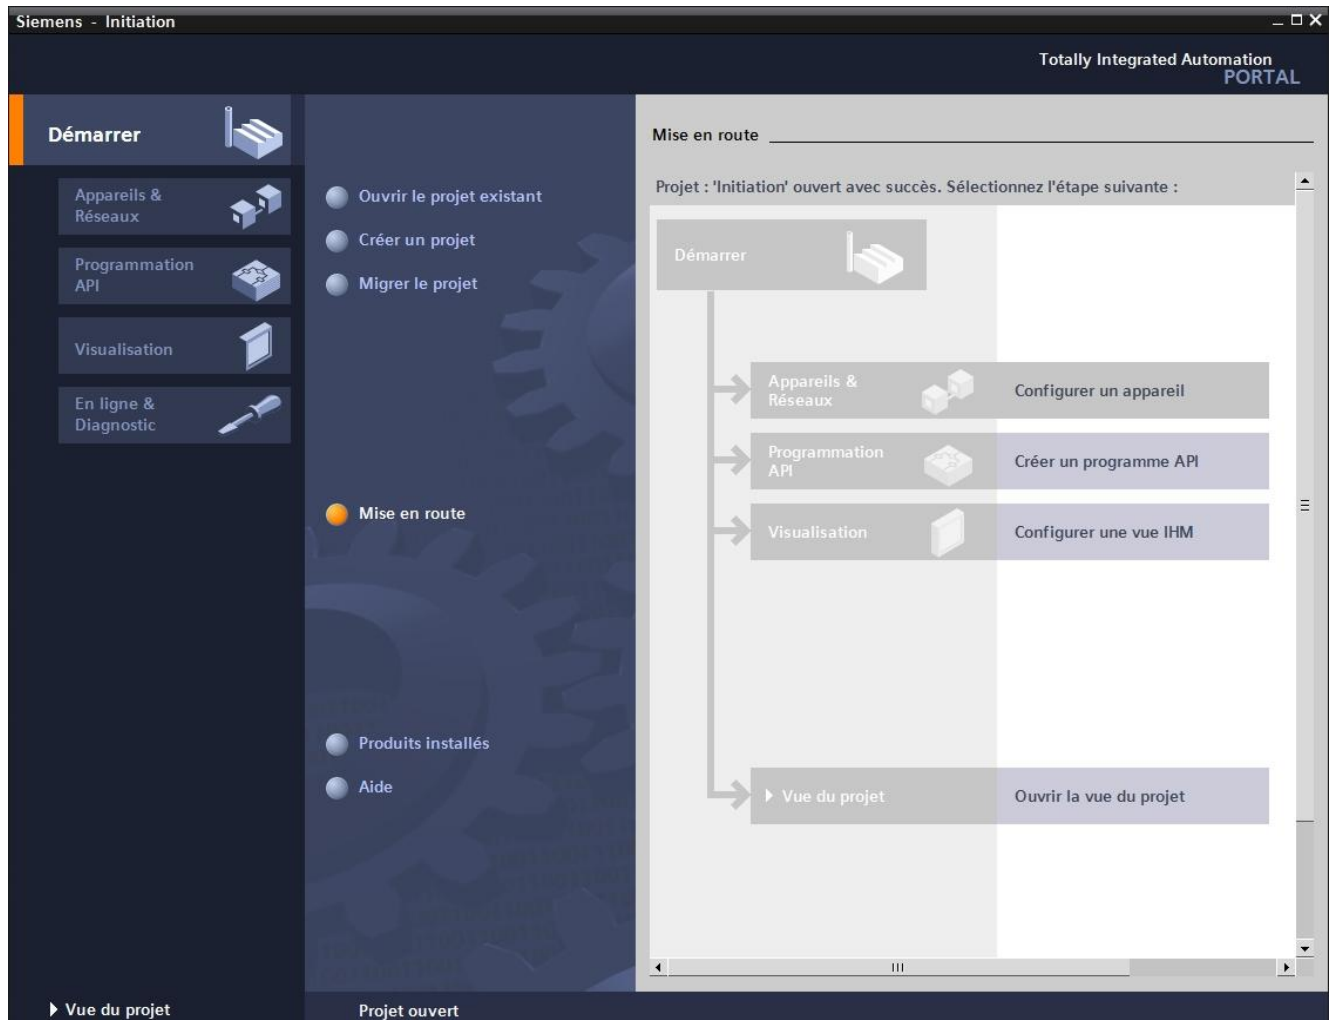 Siemens - Initiation
Totally Integrated Automation
PORTAL
Démarrer
Appareils &
Réseaux
Programmation
API
Visualisation
En ligne &
Diagnostic
Ouvrir le projet existant
Créer un projet
Migrer le projet
Mise en route
Produits installés
Aide
Mise en route
Projet : 'Initiation' ouvert avec succès. Sélectionnez l'étape suivante :
Démarrer
Appareils &
Réseaux
Configurer un appareil
Programmation
API
Créer un programme API
Visualisation
Configurer une vue IHM
Vue du projet
Ouvrir la vue du projet
Vue du projet
Projet ouvert